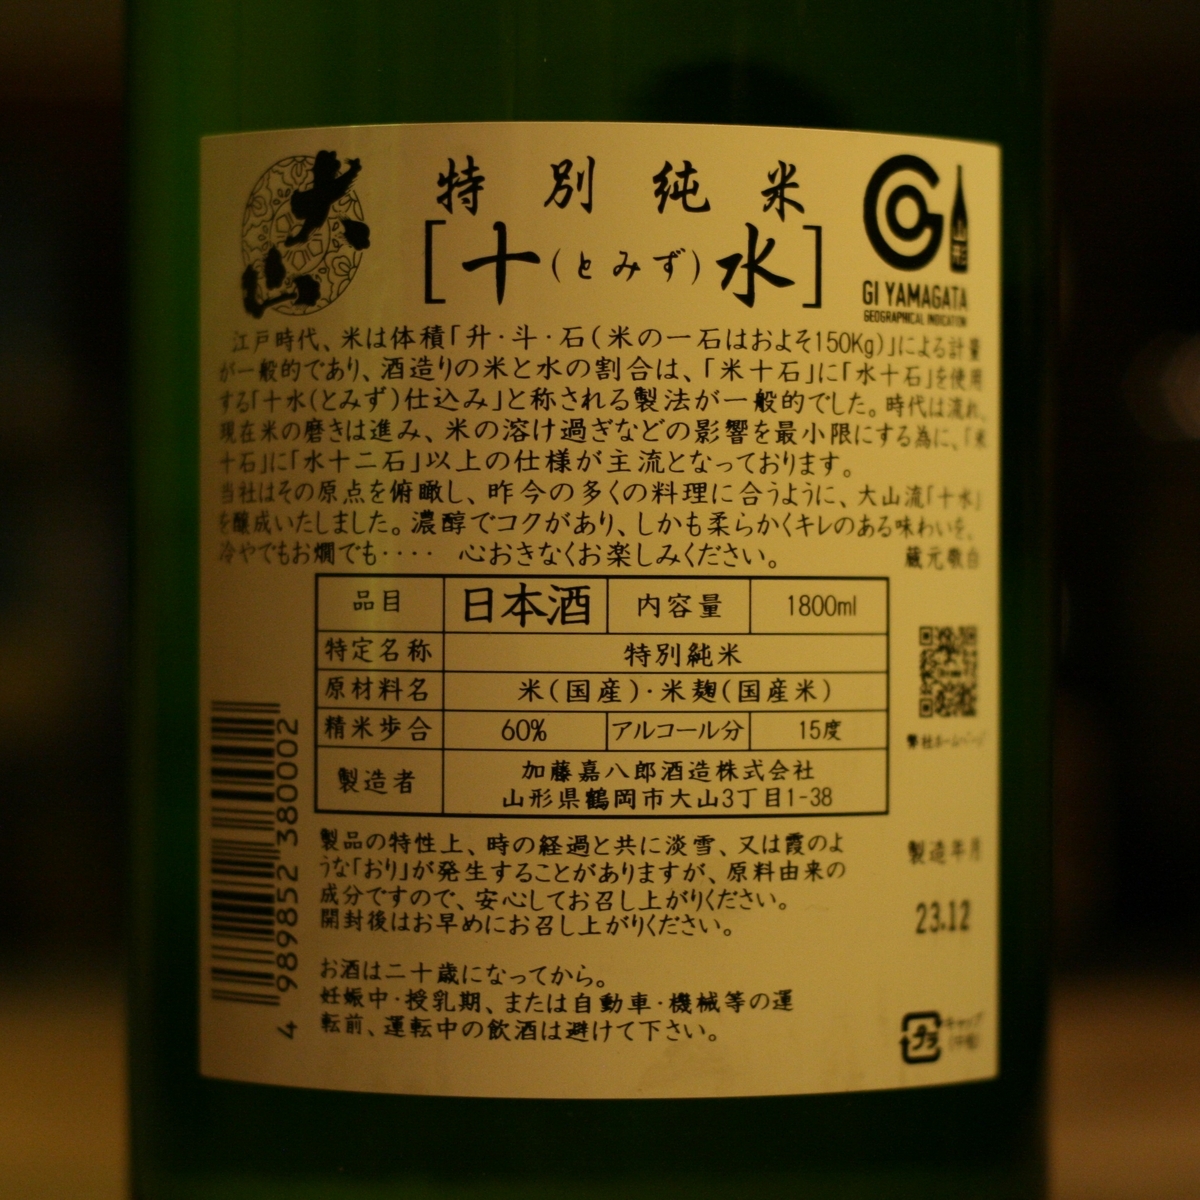 大山
特別純米
[十(とみず)水]
GI YAMAGATA
GEOGRAPHICAL INDICATION
山形
江戸時代、米は体積「升・斗・石(米の一石はおよそ150Kg)」による計量
が一般的であり、酒造りの米と水の割合は、「米十石」に「水十石」を使用
する「十水(とみず)仕込み」と称される製法が一般的でした。時代は流れ、
現在米の磨きは進み、米の溶け過ぎなどの影響を最小限にする為に、「米
十石」に「水十二石」以上の仕様が主流となっております。
当社はその原点を俯瞰し、昨今の多くの料理に合うように、大山流「十水」
を醸成いたしました。濃醇でコクがあり、しかも柔らかくキレのある味わいを。
冷やでもお燗でも‥‥ 心おきなくお楽しみください。 蔵元敬白
品目 日本酒 内容量 1800ml
特定名称 特別純米
原材料名 米(国産)・米麹(国産米)
精米歩合 60% アルコール分 15度
製造者 加藤嘉八郎酒造株式会社
山形県鶴岡市大山3丁目1-38
弊社ホームページ
製品の特性上、時の経過と共に淡雪、又は霞のよ
うな「おり」が発生することがありますが、原料由来の
成分ですので、安心してお召し上がりください。
開封後はお早めにお召し上がりください。
製造年月
23.12
お酒は二十歳になってから。
妊娠中・授乳期、または自動車・機械等の運
転前、運転中の飲酒は避けて下さい。
プラ
キャップ
(中栓)
4 989852 380002